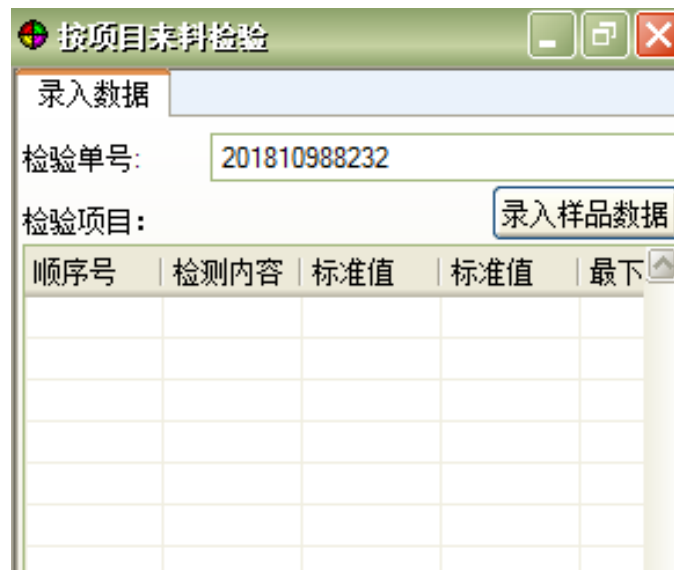 按项目来料检验
录入数据
检验单号: 201810988232
检验项目： 录入样品数据
顺序号 检测内容 标准值 标准值 最下